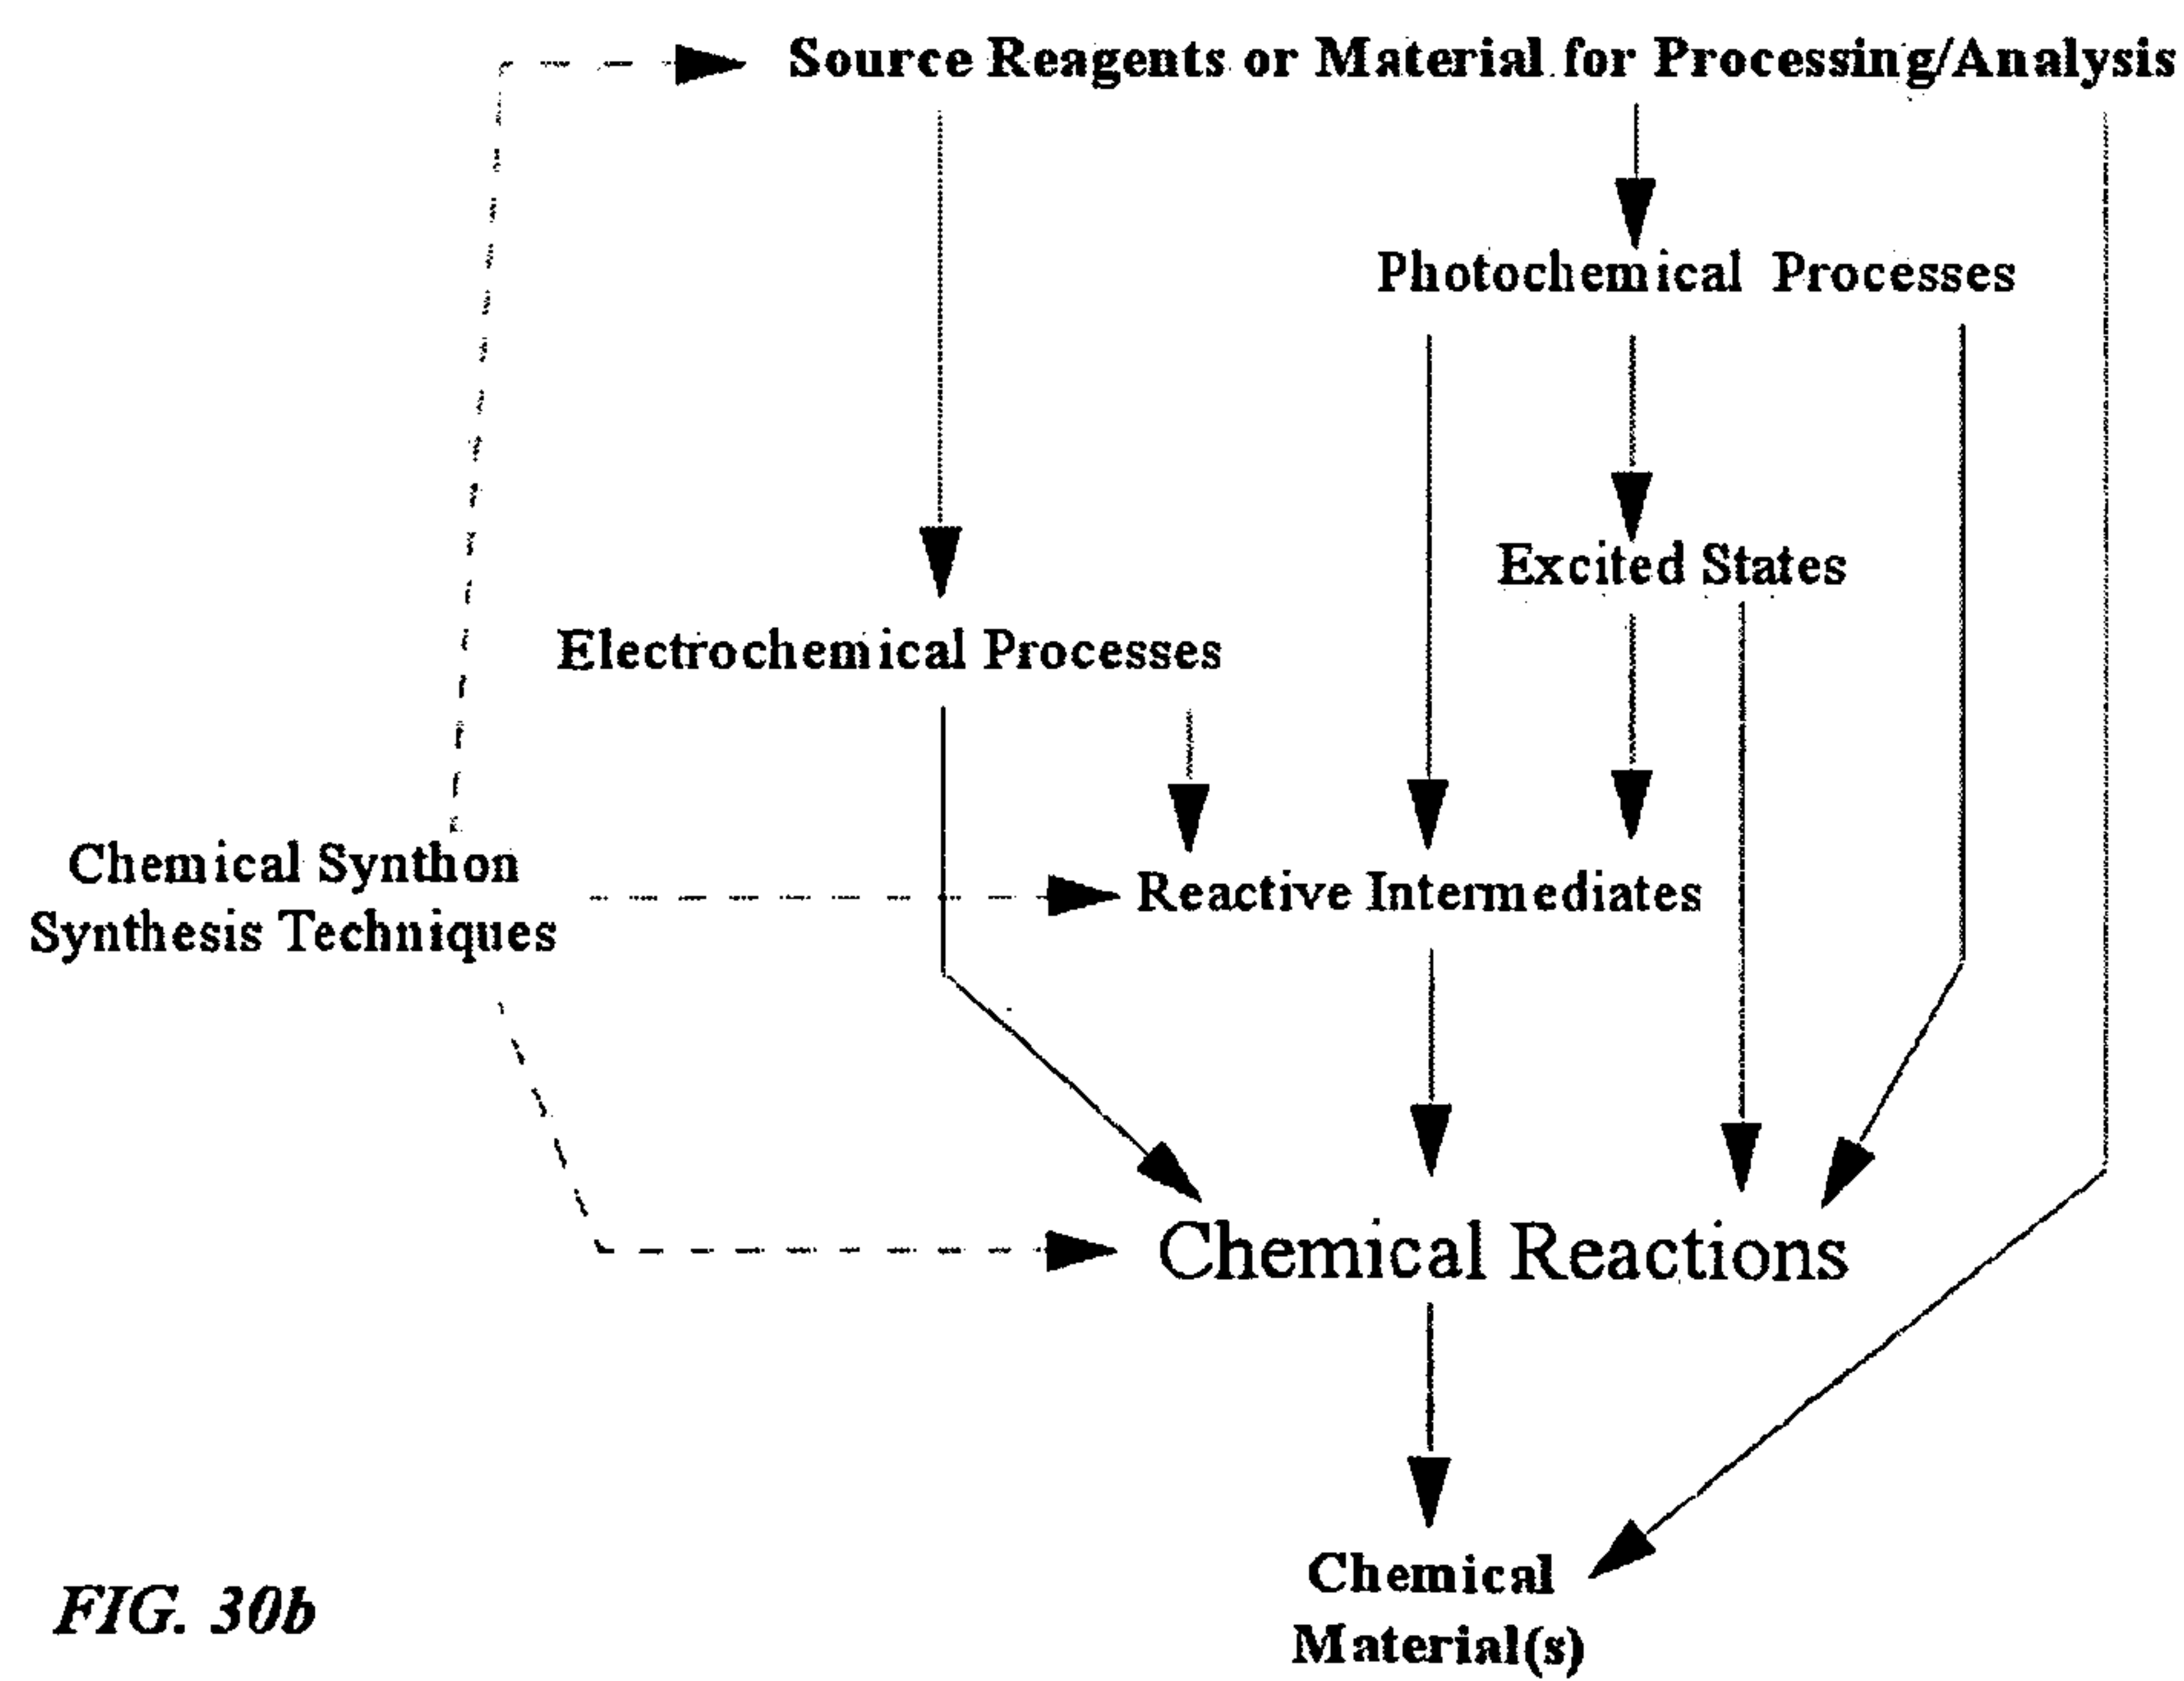 Source Reagents or Material for Processing/Analysis
Photochemical Processes
Excited States
Electrochemical Processes
Chemical Synthon
Synthesis Techniques
Reactive Intermediates
Chemical Reactions
Chemical
Material(s)
FIG. 30b